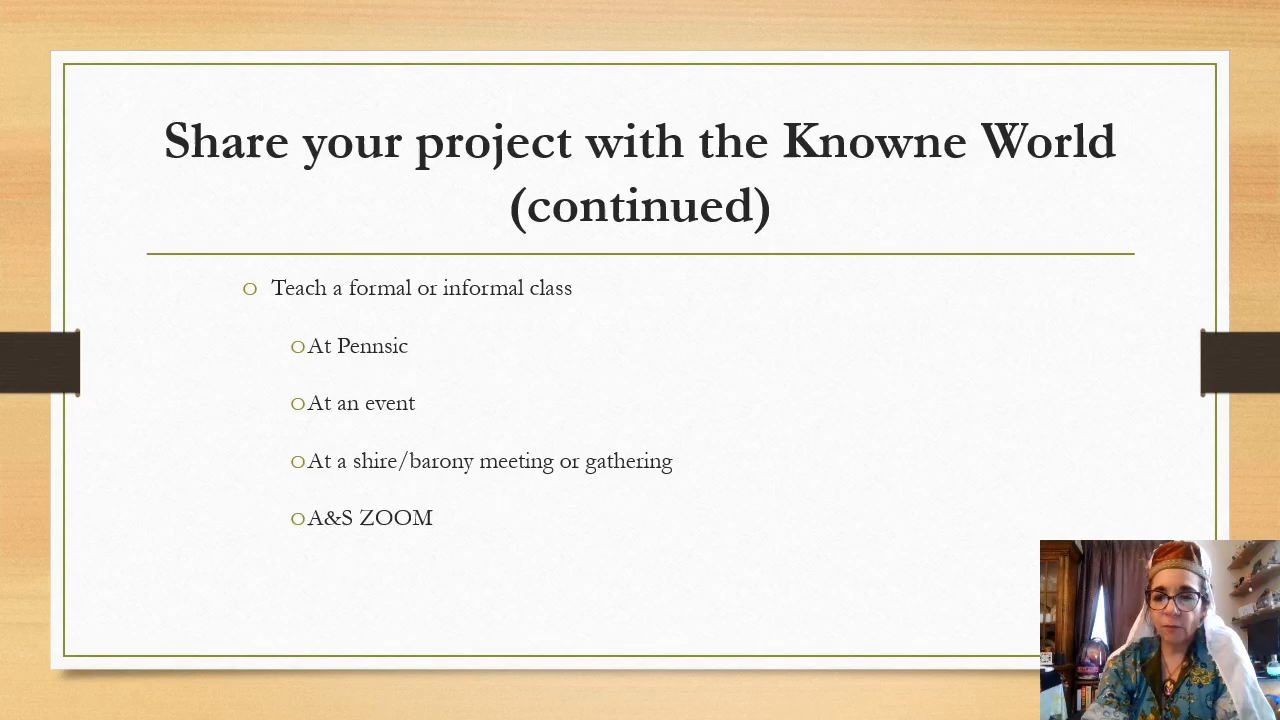 Share your project with the Knowne World
(continued)
Teach a formal or informal class
At Pennsic
At an event
At a shire/barony meeting or gathering
A&S ZOOM